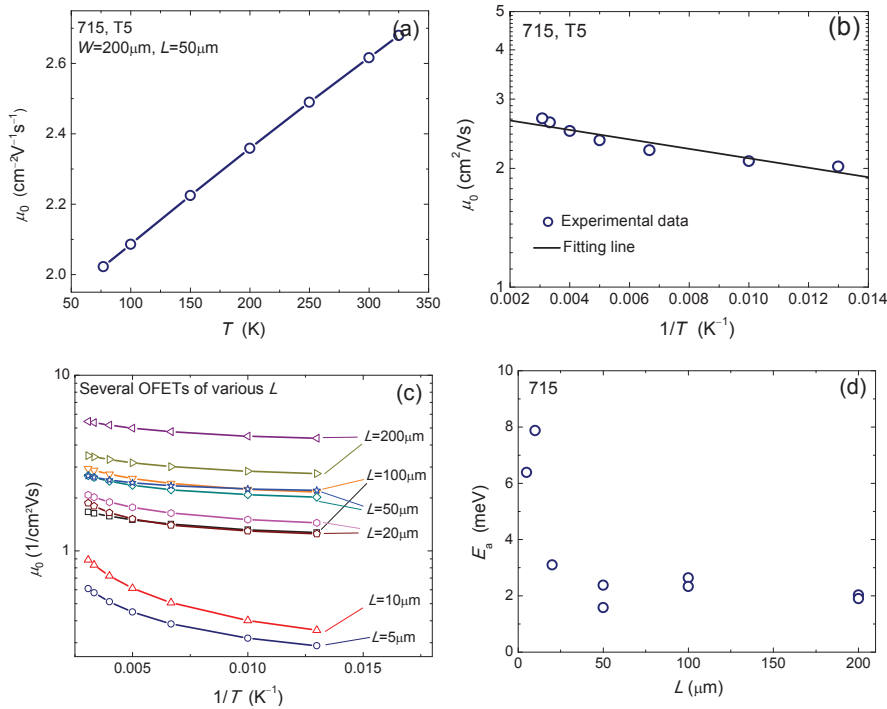 (a)
715, T5
W=200μm, L=50μm
μ0 (cm−2V−1s−1)
2.6
2.4
2.2
2.0
50
100
150
200
250
300
350
T (K)
(b)
715, T5
μ0 (cm2/Vs)
5
4
3
2
1
Experimental data
Fitting line
0.002
0.004
0.006
0.008
0.010
0.012
0.014
1/T (K−1)
(c)
Several OFETs of various L
μ0 (1/cm2Vs)
10
1
L=200μm
L=100μm
L=50μm
L=20μm
L=10μm
L=5μm
0.005
0.010
0.015
1/T (K−1)
(d)
715
Ea (meV)
10
8
6
4
2
0
0
50
100
150
200
L (μm)